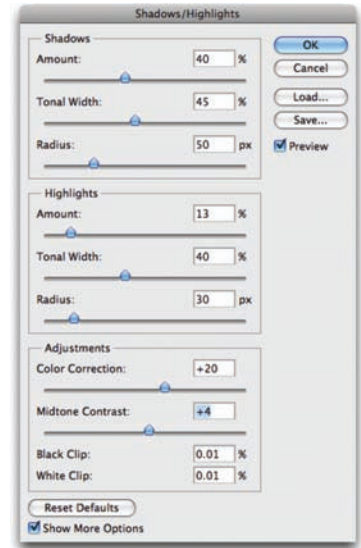 Shadows/Highlights
Shadows
Amount: 40 %
Tonal Width: 45 %
Radius: 50 px
Highlights
Amount: 13 %
Tonal Width: 40 %
Radius: 30 px
Adjustments
Color Correction: +20
Midtone Contrast: +4
Black Clip: 0.01 %
White Clip: 0.01 %
Reset Defaults
Show More Options
OK
Cancel
Load...
Save...
Preview